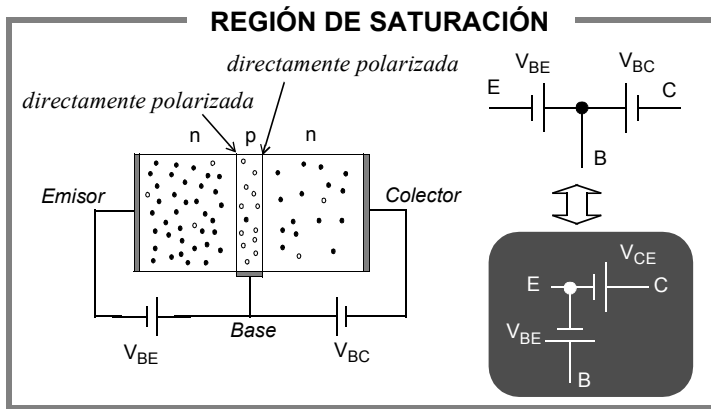 REGIÓN DE SATURACIÓN
directamente polarizada
directamente polarizada
n p n
Emisor
Colector
Base
V_BE
V_BC
V_BE
V_BC
E
C
B
V_CE
E
C
V_BE
B